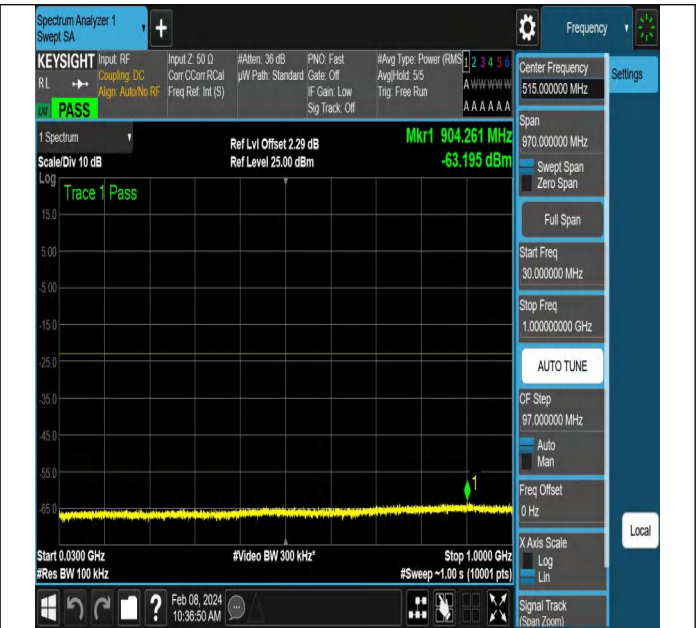 Spectrum Analyzer 1
Swept SA
+
Frequency
KEYSIGHT
RL
PASS
Input: RF
Coupling: DC
Align: Auto/No RF
Input Z: 50 Ω
Corr CCorr RCal
Freq Ref: Int (S)
#Atten: 36 dB
µW Path: Standard
PNO: Fast
Gate: Off
IF Gain: Low
Sig Track: Off
#Avg Type: Power (RMS
Avg|Hold: 5/5
Trig: Free Run
1 2 3 4 5 6
A W W W W W
A A A A A A
1 Spectrum
Scale/Div 10 dB
Ref Lvl Offset 2.29 dB
Ref Level 25.00 dBm
Mkr1 904.261 MHz
-63.195 dBm
Log
Trace 1 Pass
15.0
5.00
-5.00
-15.0
-25.0
-35.0
-45.0
-55.0
-65.0
1
Start 0.0300 GHz
#Res BW 100 kHz
#Video BW 300 kHz*
Stop 1.0000 GHz
#Sweep ~1.00 s (10001 pts)
?
Feb 08, 2024
10:36:50 AM
Center Frequency
515.000000 MHz
Settings
Span
970.000000 MHz
Swept Span
Zero Span
Full Span
Start Freq
30.000000 MHz
Stop Freq
1.000000000 GHz
AUTO TUNE
CF Step
97.000000 MHz
Auto
Man
Freq Offset
0 Hz
Local
X Axis Scale
Log
Lin
Signal Track
(Span Zoom)